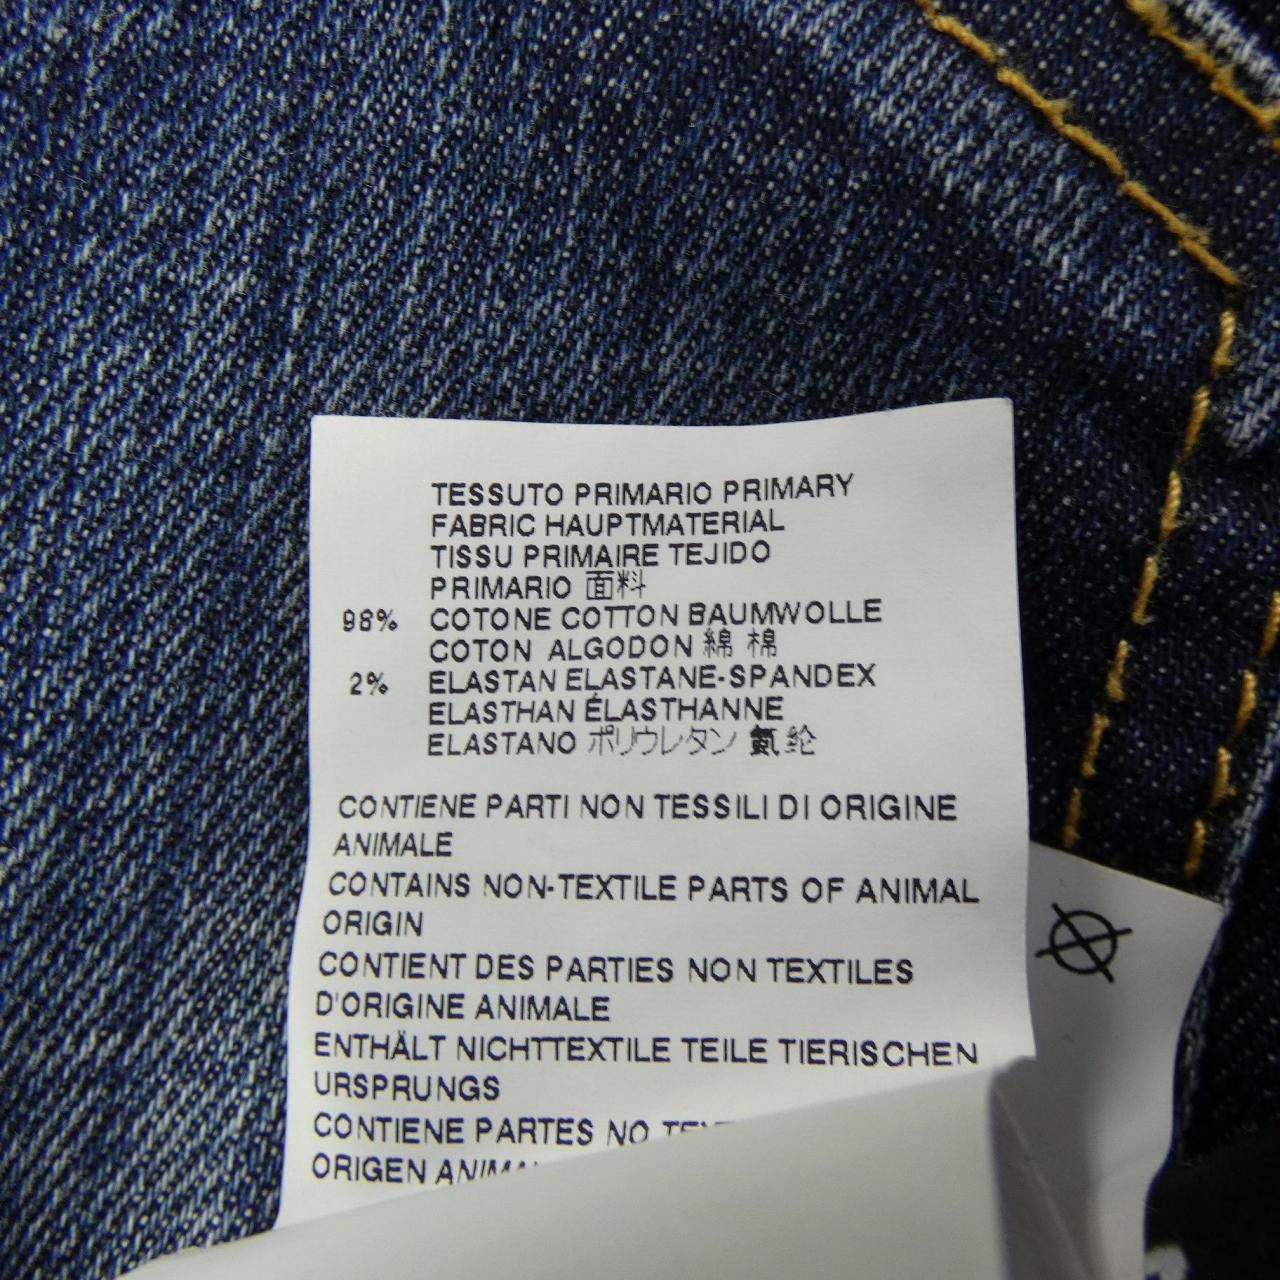 TESSUTO PRIMARIO PRIMARY
FABRIC HAUPTMATERIAL
TISSU PRIMAIRE TEJIDO
PRIMARIO 面料
98% COTONE COTTON BAUMWOLLE
COTON ALGODON 綿 棉
2% ELASTAN ELASTANE-SPANDEX
ELASTHAN ÉLASTHANNE
ELASTANO ポリウレタン 氨纶
CONTIENE PARTI NON TESSILI DI ORIGINE
ANIMALE
CONTAINS NON-TEXTILE PARTS OF ANIMAL
ORIGIN
CONTIENT DES PARTIES NON TEXTILES
D'ORIGINE ANIMALE
ENTHÄLT NICHTTEXTILE TEILE TIERISCHEN
URSPRUNGS
CONTIENE PARTES NO
ORIGEN